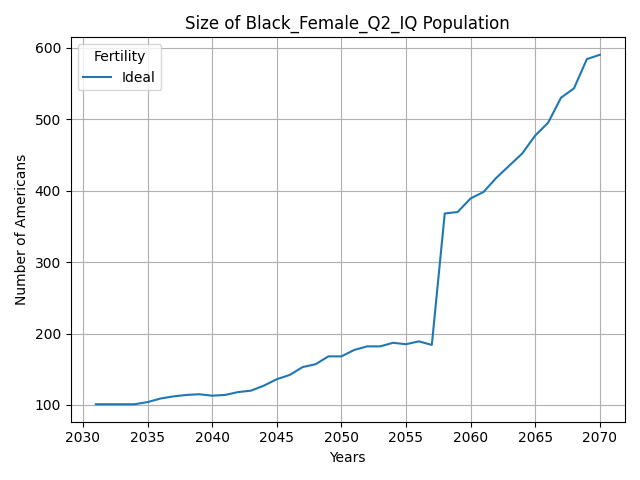 Size of Black_Female_Q2_IQ Population
Fertility
Ideal
Number of Americans
600
500
400
300
200
100
2030 2035 2040 2045 2050 2055 2060 2065 2070
Years